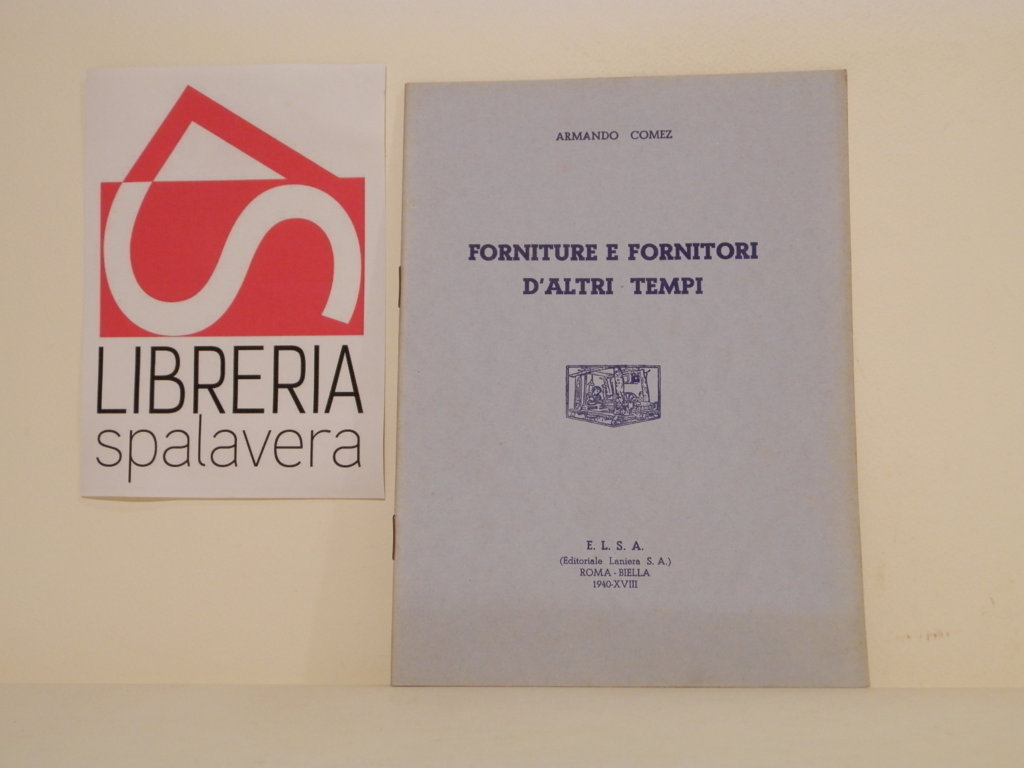 LIBRERIA
spalavera
ARMANDO COMEZ
FORNITURE E FORNITORI
D'ALTRI TEMPI
E. L. S. A.
(Editoriale Laniera S. A.)
ROMA - BIELLA
1940-XVIII